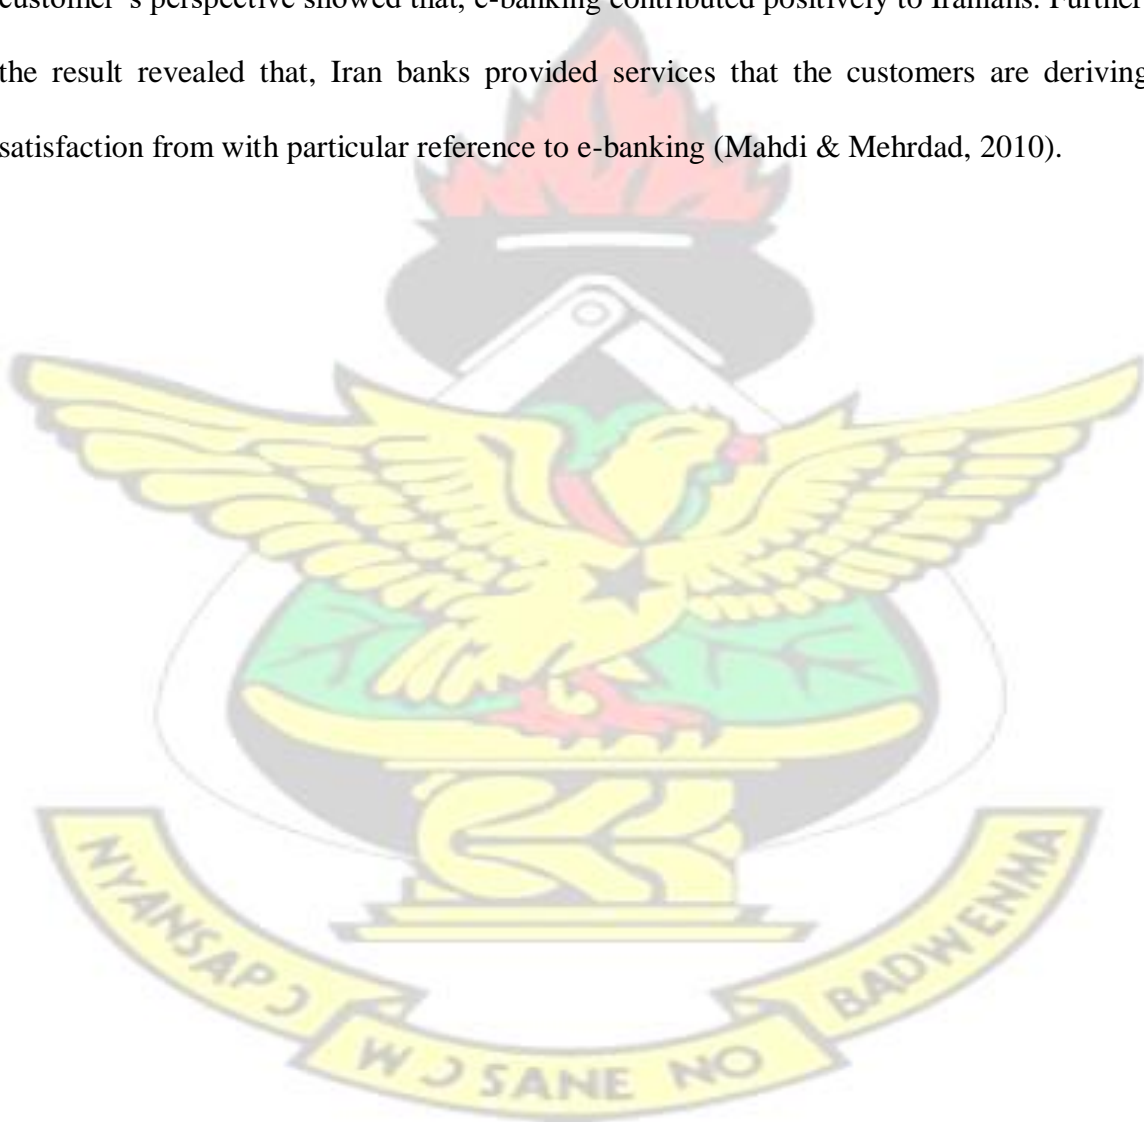 customer's perspective showed that, e-banking contributed positively to Iranians. Further
the result revealed that, Iran banks provided services that the customers are deriving
satisfaction from with particular reference to e-banking (Mahdi & Mehrdad, 2010).
NYANSAPƆ
WƆ SANE NO
BADWENMA